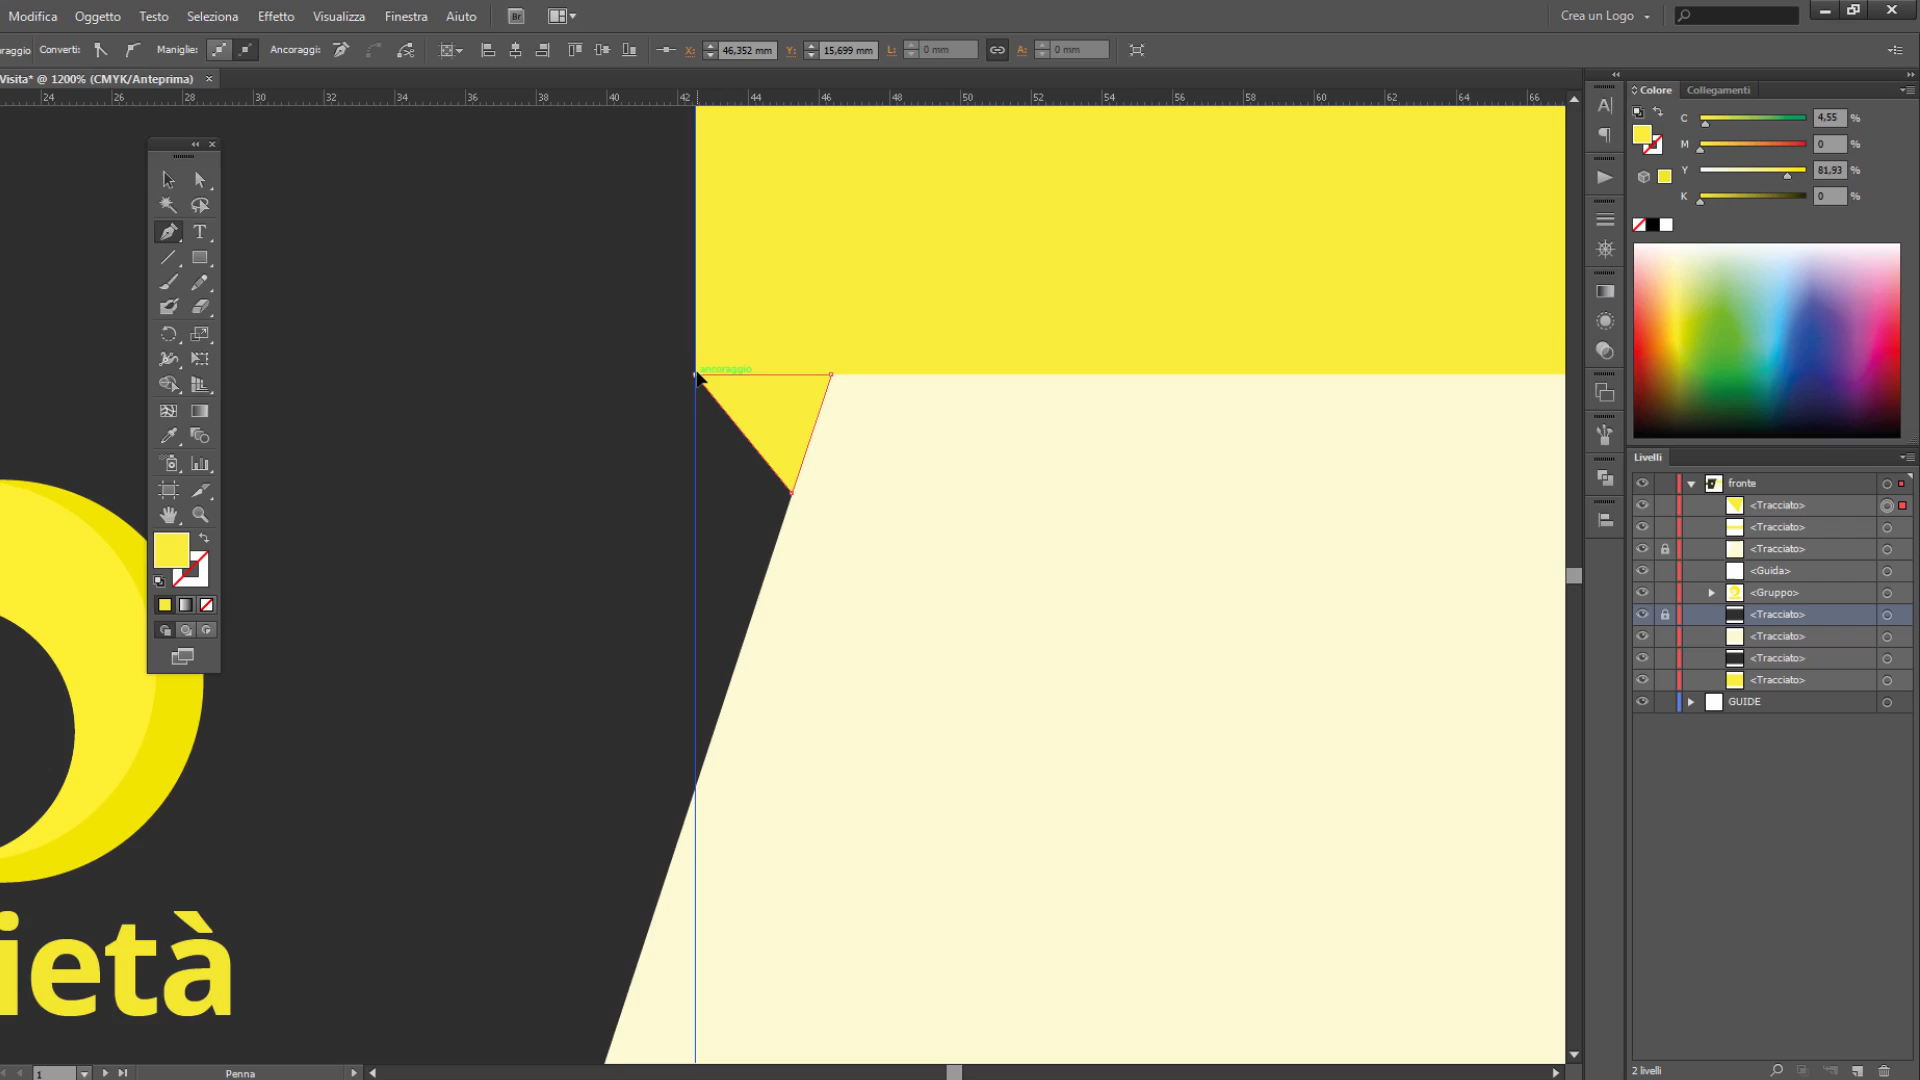 Modifica Oggetto Testo Seleziona Effetto Visualizza Finestra Aiuto Br Crea un Logo
oraggio Converti: Maniglie: Ancoraggi: X: 46,352 mm Y: 15,699 mm L: 0 mm A: 0 mm
Visita* @ 1200% (CMYK/Anteprima)
24 26 28 30 32 34 36 38 40 42 44 46 48 50 52 54 56 58 60 62 64 66
Colore Collegamenti
C 4,55 %
M 0 %
Y 81,93 %
K 0 %
ancoraggio
Livelli
fronte
<Tracciato>
<Tracciato>
<Tracciato>
<Guida>
<Gruppo>
<Tracciato>
<Tracciato>
<Tracciato>
<Tracciato>
GUIDE
ietà
1 Penna
2 livelli